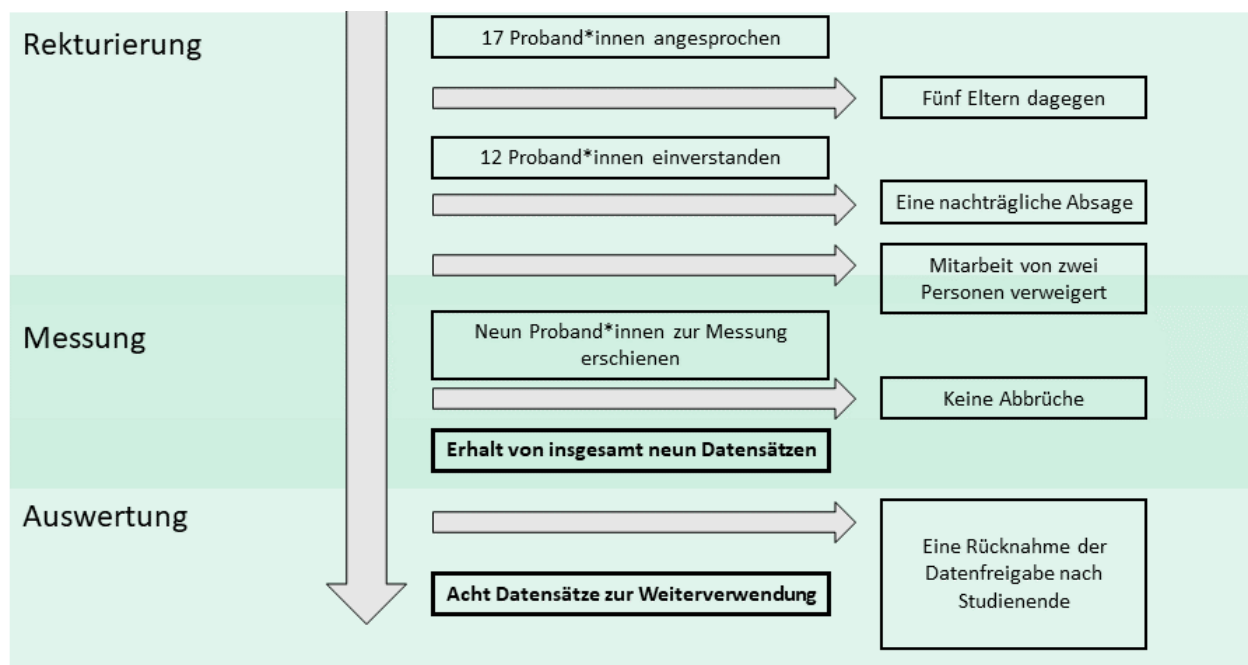 Rekturierung
17 Proband*innen angesprochen
Fünf Eltern dagegen
12 Proband*innen einverstanden
Eine nachträgliche Absage
Mitarbeit von zwei
Personen verweigert
Messung
Neun Proband*innen zur Messung
erschienen
Keine Abbrüche
Erhalt von insgesamt neun Datensätzen
Auswertung
Eine Rücknahme der
Datenfreigabe nach
Studienende
Acht Datensätze zur Weiterverwendung